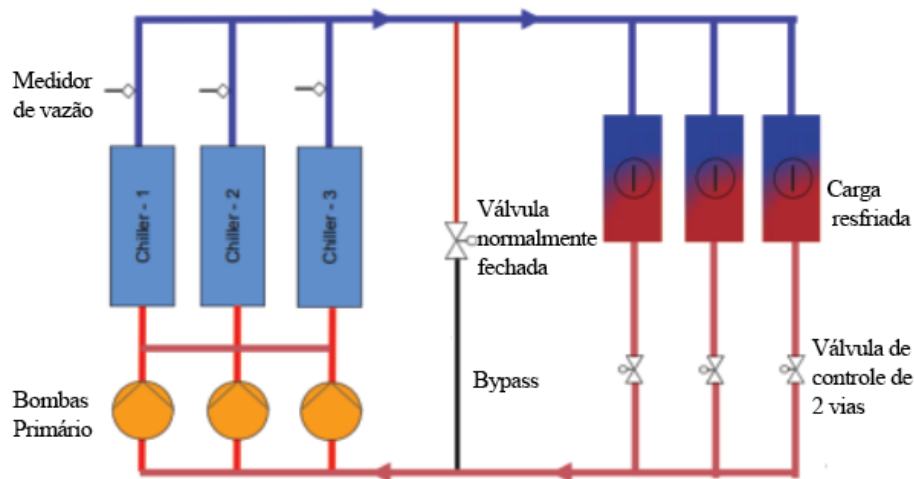 Medidor
de vazão
Chiller - 1
Chiller - 2
Chiller - 3
Válvula
normalmente
fechada
Carga
resfriada
Bypass
Válvula de
controle de
2 vias
Bombas
Primário